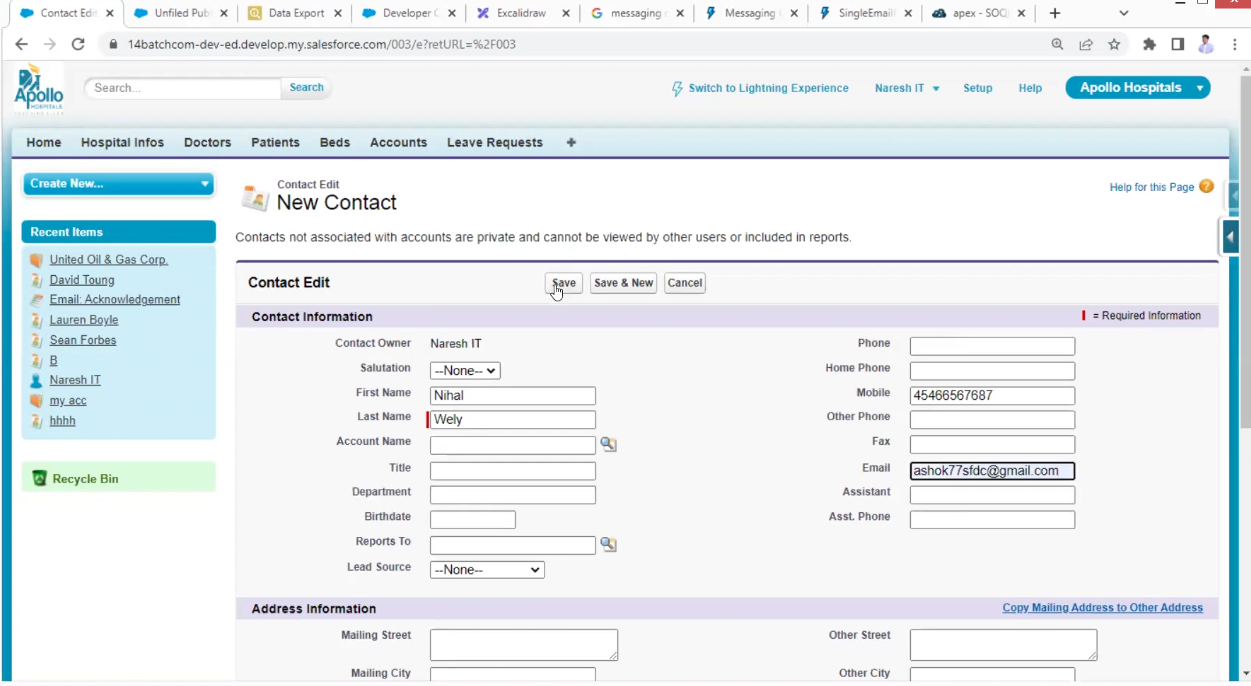 Contact Edi
Unfiled Pub
Data Export
Developer C
Excalidraw
messaging
Messaging
SingleEmail
apex - SOQ
14batchcom-dev-ed.develop.my.salesforce.com/003/e?retURL=%2F003
Apollo
HOSPITALS
Search...
Search
Switch to Lightning Experience
Naresh IT
Setup
Help
Apollo Hospitals
Home
Hospital Infos
Doctors
Patients
Beds
Accounts
Leave Requests
Create New...
Recent Items
United Oil & Gas Corp.
David Toung
Email: Acknowledgement
Lauren Boyle
Sean Forbes
B
Naresh IT
my acc
hhhh
Recycle Bin
Contact Edit
New Contact
Help for this Page
Contacts not associated with accounts are private and cannot be viewed by other users or included in reports.
Contact Edit
Save
Save & New
Cancel
Contact Information
= Required Information
Contact Owner Naresh IT
Salutation --None--
First Name Nihal
Last Name Wely
Account Name
Title
Department
Birthdate
Reports To
Lead Source --None--
Phone
Home Phone
Mobile 45466567687
Other Phone
Fax
Email ashok77sfdc@gmail.com
Assistant
Asst. Phone
Address Information
Copy Mailing Address to Other Address
Mailing Street
Other Street
Mailing City
Other City